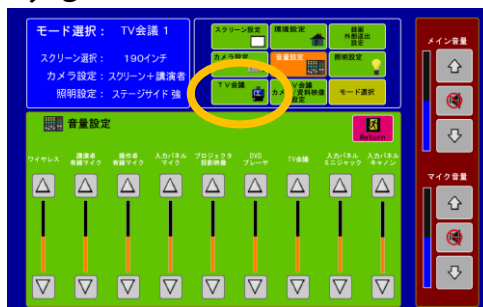 モード選択： TV会議 1
スクリーン選択： 190インチ
カメラ設定：スクリーン＋講演者
照明設定： ステージサイド 強
スクリーン設定
環境設定
録画
外部送出
設定
カメラ設定
音量設定
照明設定
TV会議
TV会議
カメラ/資料映像
設定
モード選択
メイン音量
音量設定
Return
ワイヤレス
講演者
有線マイク
操作卓
有線マイク
入力パネル
マイク
プロジェクタ
投影映像
DVD
プレーヤ
TV会議
入力パネル
ミニジャック
入力パネル
キャノン
マイク音量